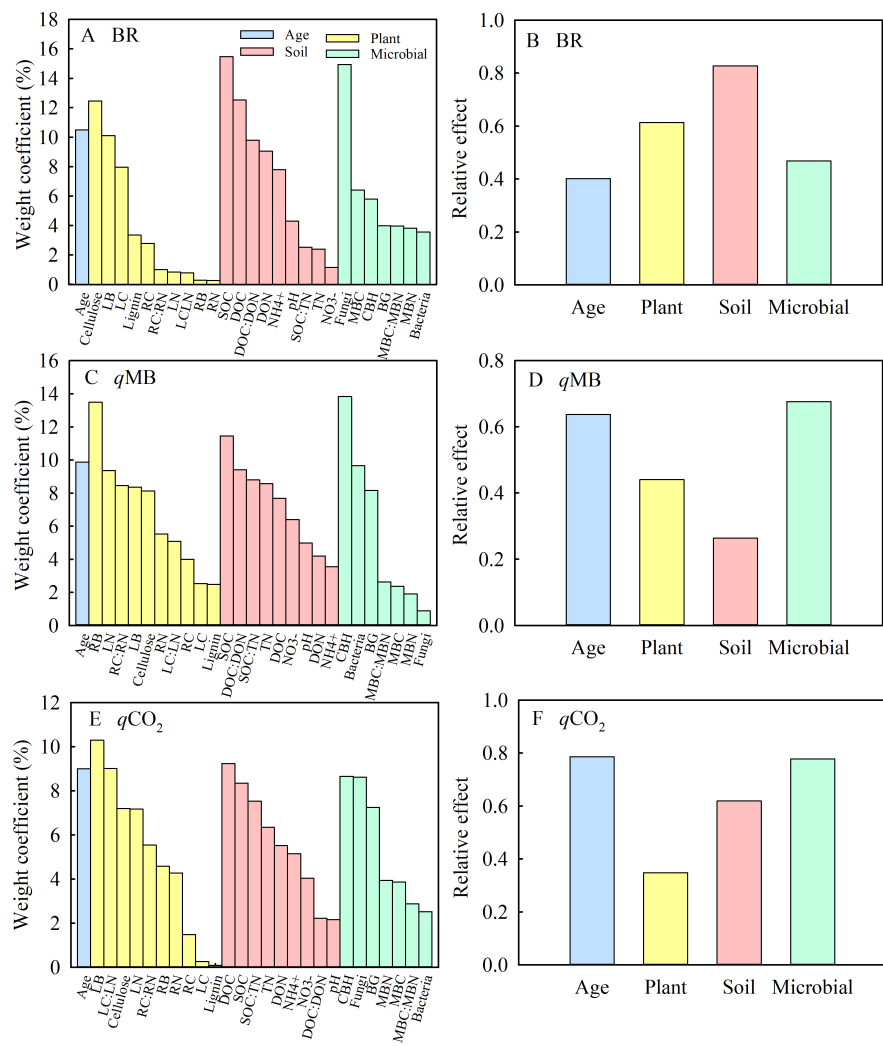 A BR
Age
Plant
Soil
Microbial
Weight coefficient (%)
18
16
14
12
10
8
6
4
2
0
Age
Cellulose
LB
LC
Lignin
RC
RC:RN
LN
LCLN
RB
RN
SOC
DOC
DOC:DON
DON
NH4+
pH
SOC:TN
TN
NO3-
Fungi
MBC
CBH
BG
MBC:MBN
MBN
Bacteria
B BR
Relative effect
1.0
0.8
0.6
0.4
0.2
0.0
Age Plant Soil Microbial
C qMB
Weight coefficient (%)
16
14
12
10
8
6
4
2
0
Age
RB
LN
RC:RN
LB
Cellulose
RN
LC:LN
RC
LC
Lignin
SOC
DOC:DON
SOC:TN
TN
DOC
NO3-
pH
DON
NH4+
CBH
Bacteria
BG
MBC:MBN
MBC
MBN
Fungi
D qMB
Relative effect
0.8
0.6
0.4
0.2
0.0
Age Plant Soil Microbial
E qCO2
Weight coefficient (%)
12
10
8
6
4
2
0
Age
LB
LC:LN
Cellulose
LN
RC:RN
RB
RN
RC
LC
Lignin
DOC
SOC
SOC:TN
TN
DON
NH4+
NO3-
DOC:DON
pH
CBH
Fungi
BG
MBN
MBC
MBC:MBN
Bacteria
F qCO2
Relative effect
1.0
0.8
0.6
0.4
0.2
0.0
Age Plant Soil Microbial